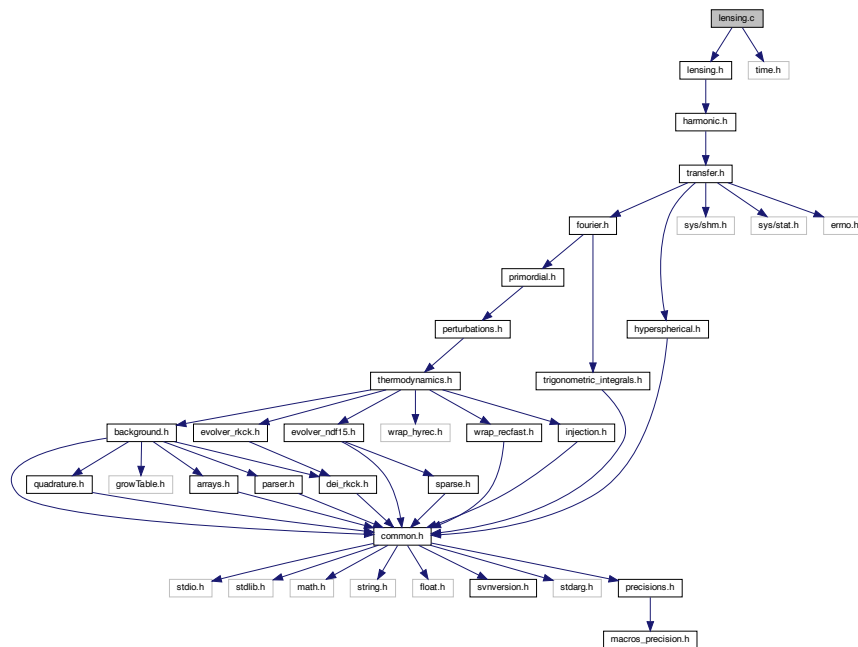 lensing.c
lensing.h
time.h
harmonic.h
transfer.h
fourier.h
sys/shm.h
sys/stat.h
errno.h
primordial.h
perturbations.h
hyperspherical.h
thermodynamics.h
trigonometric_integrals.h
background.h
evolver_rkck.h
evolver_ndf15.h
wrap_hyrec.h
wrap_recfast.h
injection.h
quadrature.h
growTable.h
arrays.h
parser.h
dei_rkck.h
sparse.h
common.h
stdio.h
stdlib.h
math.h
string.h
float.h
svnversion.h
stdarg.h
precisions.h
macros_precision.h